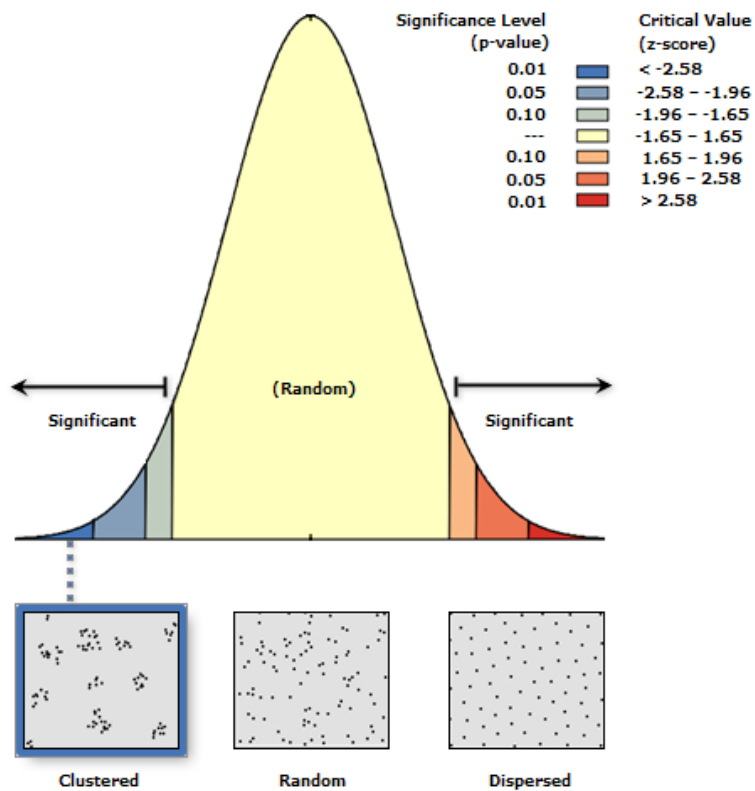 Significance Level Critical Value
(p-value) (z-score)
0.01 < -2.58
0.05 -2.58 – -1.96
0.10 -1.96 – -1.65
--- -1.65 – 1.65
0.10 1.65 – 1.96
0.05 1.96 – 2.58
0.01 > 2.58
(Random)
Significant Significant
Clustered Random Dispersed